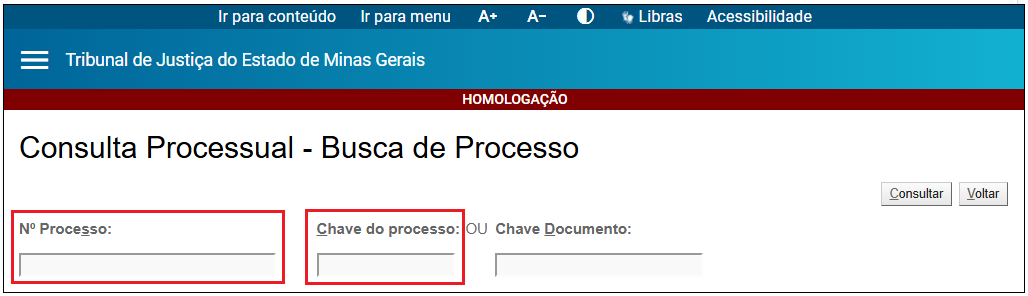 Ir para conteúdo Ir para menu A+ A− Libras Acessibilidade
Tribunal de Justiça do Estado de Minas Gerais
HOMOLOGAÇÃO
Consulta Processual - Busca de Processo
Consultar Voltar
Nº Processo: Chave do processo: OU Chave Documento: